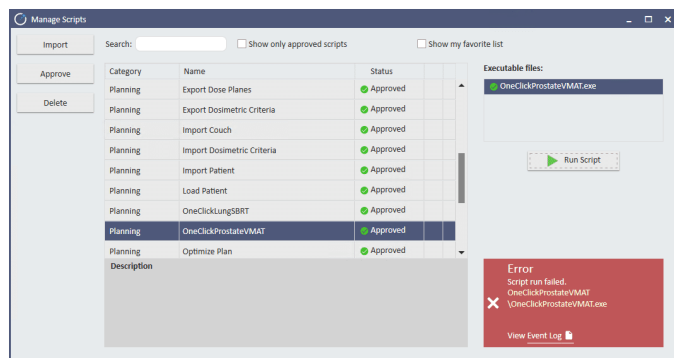 Manage Scripts
Import
Search:
Show only approved scripts
Show my favorite list
Approve
Delete
Category Name Status
Planning Export Dose Planes Approved
Planning Export Dosimetric Criteria Approved
Planning Import Couch Approved
Planning Import Dosimetric Criteria Approved
Planning Import Patient Approved
Planning Load Patient Approved
Planning OneClickLungSBRT Approved
Planning OneClickProstateVMAT Approved
Planning Optimize Plan Approved
Description
Executable files:
OneClickProstateVMAT.exe
Run Script
Error
Script run failed.
OneClickProstateVMAT
\OneClickProstateVMAT.exe
View Event Log